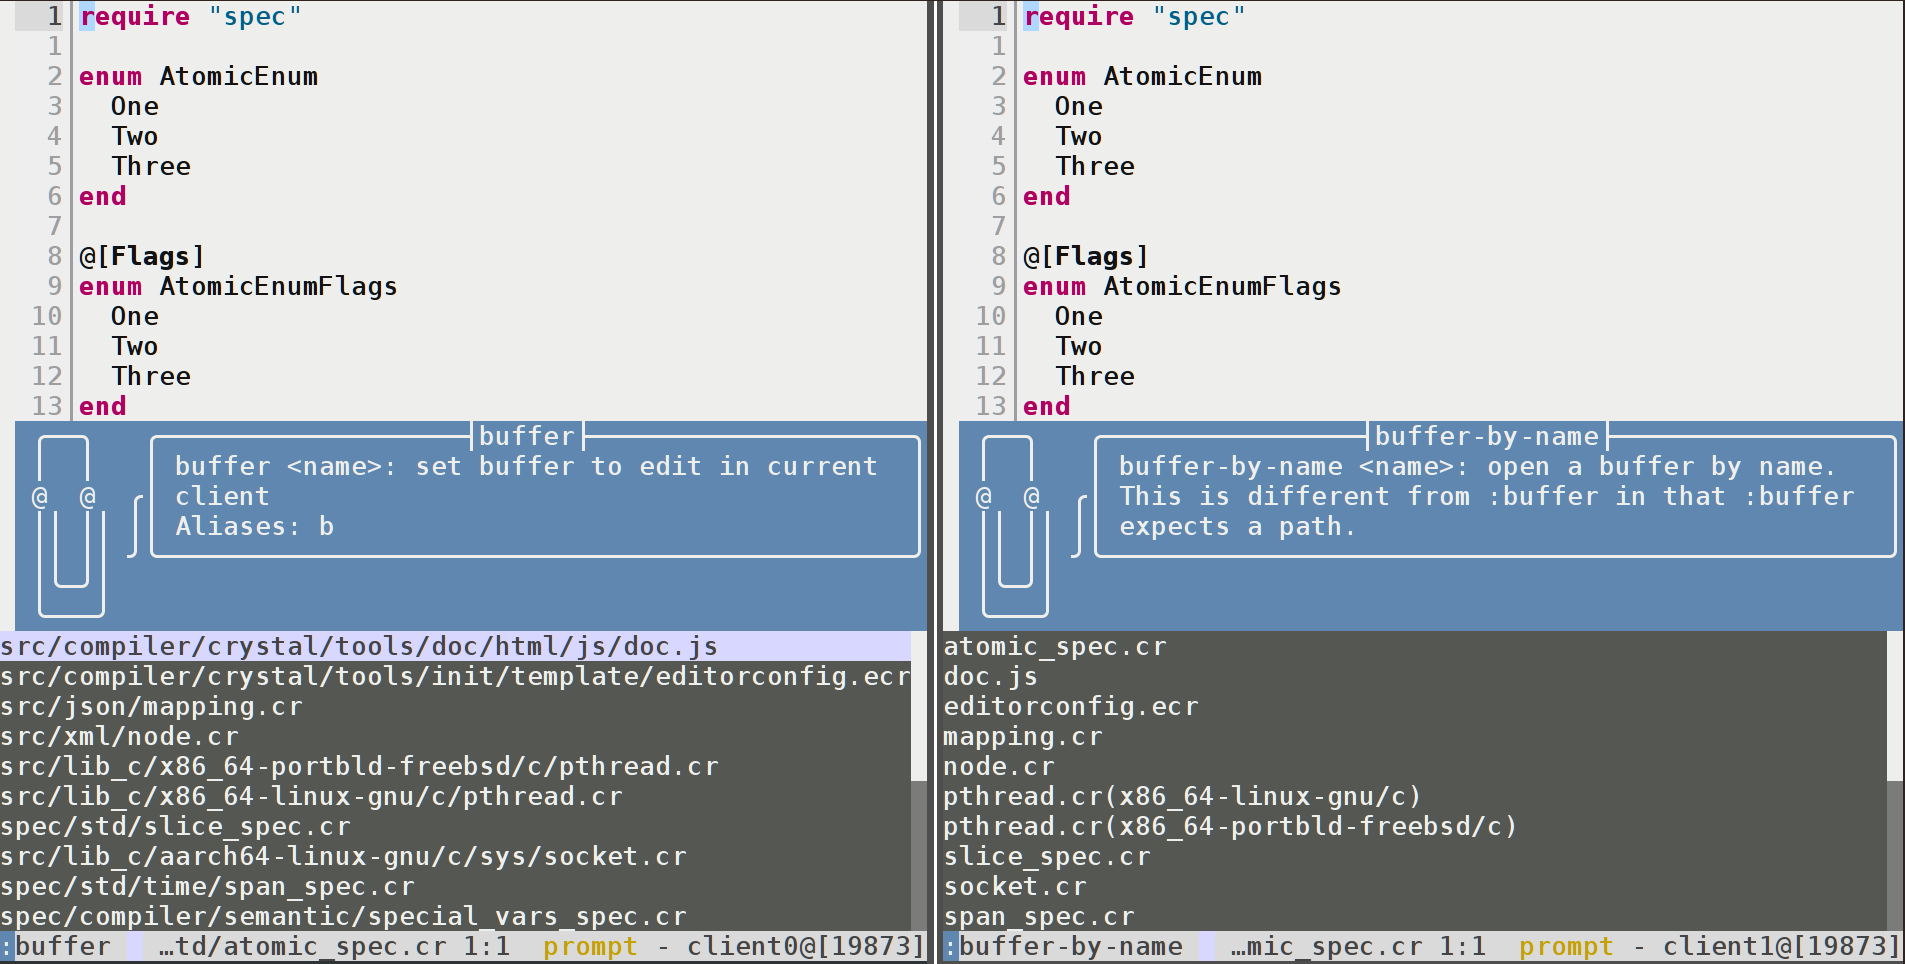 1 require "spec"
1
2 enum AtomicEnum
3   One
4   Two
5   Three
6 end
7
8 @[Flags]
9 enum AtomicEnumFlags
10   One
11   Two
12   Three
13 end
buffer
buffer <name>: set buffer to edit in current
client
Aliases: b
@ @
src/compiler/crystal/tools/doc/html/js/doc.js
src/compiler/crystal/tools/init/template/editorconfig.ecr
src/json/mapping.cr
src/xml/node.cr
src/lib_c/x86_64-portbld-freebsd/c/pthread.cr
src/lib_c/x86_64-linux-gnu/c/pthread.cr
spec/std/slice_spec.cr
src/lib_c/aarch64-linux-gnu/c/sys/socket.cr
spec/std/time/span_spec.cr
spec/compiler/semantic/special_vars_spec.cr
:buffer …td/atomic_spec.cr 1:1 prompt - client0@[19873]
1 require "spec"
1
2 enum AtomicEnum
3   One
4   Two
5   Three
6 end
7
8 @[Flags]
9 enum AtomicEnumFlags
10   One
11   Two
12   Three
13 end
buffer-by-name
buffer-by-name <name>: open a buffer by name.
This is different from :buffer in that :buffer
expects a path.
@ @
atomic_spec.cr
doc.js
editorconfig.ecr
mapping.cr
node.cr
pthread.cr(x86_64-linux-gnu/c)
pthread.cr(x86_64-portbld-freebsd/c)
slice_spec.cr
socket.cr
span_spec.cr
:buffer-by-name …mic_spec.cr 1:1 prompt - client1@[19873]